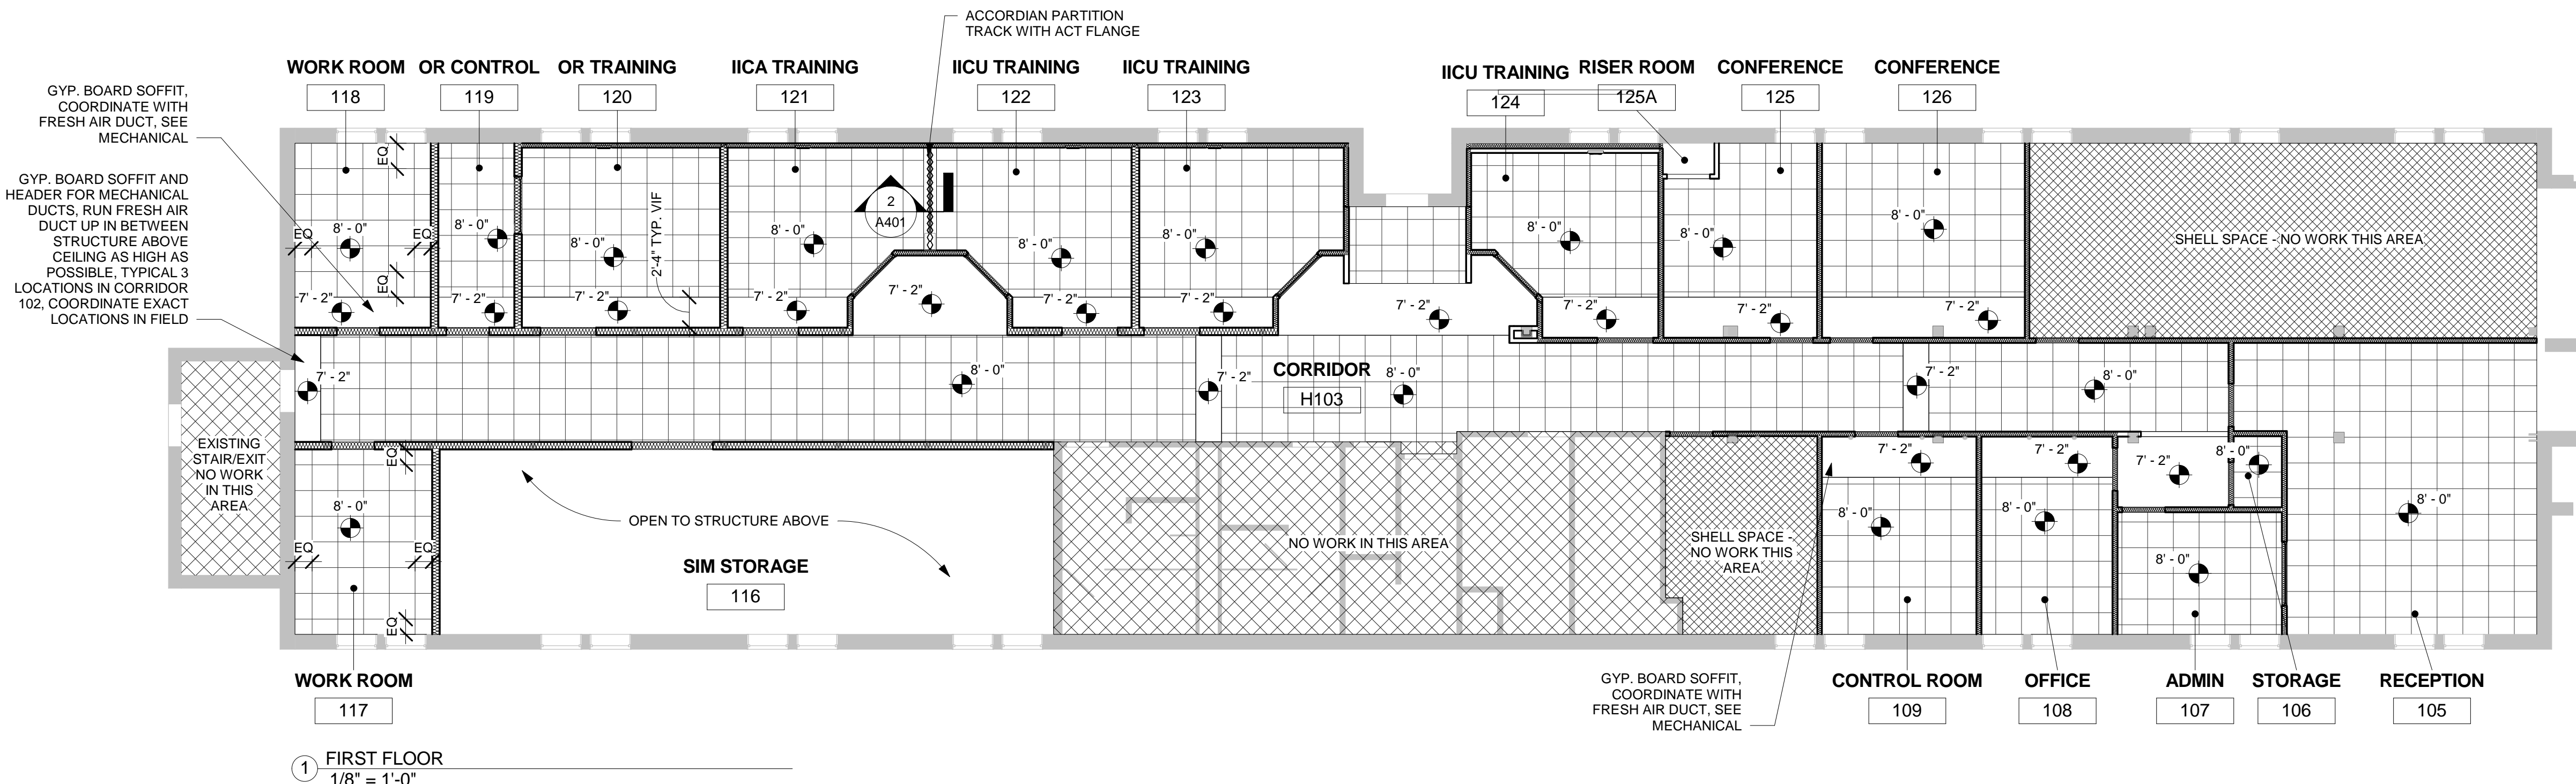 ACCORDIAN PARTITION
TRACK WITH ACT FLANGE
WORK ROOM
118
OR CONTROL
119
OR TRAINING
120
IICA TRAINING
121
IICU TRAINING
122
IICU TRAINING
123
IICU TRAINING
124
RISER ROOM
125A
CONFERENCE
125
CONFERENCE
126
GYP. BOARD SOFFIT,
COORDINATE WITH
FRESH AIR DUCT, SEE
MECHANICAL
GYP. BOARD SOFFIT AND
HEADER FOR MECHANICAL
DUCTS, RUN FRESH AIR
DUCT UP IN BETWEEN
STRUCTURE ABOVE
CEILING AS HIGH AS
POSSIBLE, TYPICAL 3
LOCATIONS IN CORRIDOR
102, COORDINATE EXACT
LOCATIONS IN FIELD
EQ
EQ
EQ
EQ
8' - 0"
7' - 2"
8' - 0"
7' - 2"
8' - 0"
7' - 2"
2'-4" TYP. VIF
8' - 0"
7' - 2"
2
A401
7' - 2"
8' - 0"
7' - 2"
8' - 0"
7' - 2"
7' - 2"
8' - 0"
7' - 2"
8' - 0"
7' - 2"
8' - 0"
7' - 2"
SHELL SPACE - NO WORK THIS AREA
7' - 2"
8' - 0"
7' - 2"
CORRIDOR
H103
8' - 0"
7' - 2"
8' - 0"
EXISTING
STAIR/EXIT
NO WORK
IN THIS
AREA
EQ
8' - 0"
EQ
EQ
EQ
OPEN TO STRUCTURE ABOVE
SIM STORAGE
116
NO WORK IN THIS AREA
SHELL SPACE -
NO WORK THIS
AREA
7' - 2"
8' - 0"
7' - 2"
8' - 0"
7' - 2"
8' - 0"
8' - 0"
8' - 0"
WORK ROOM
117
GYP. BOARD SOFFIT,
COORDINATE WITH
FRESH AIR DUCT, SEE
MECHANICAL
CONTROL ROOM
109
OFFICE
108
ADMIN
107
STORAGE
106
RECEPTION
105
1
FIRST FLOOR
1/8" = 1'-0"